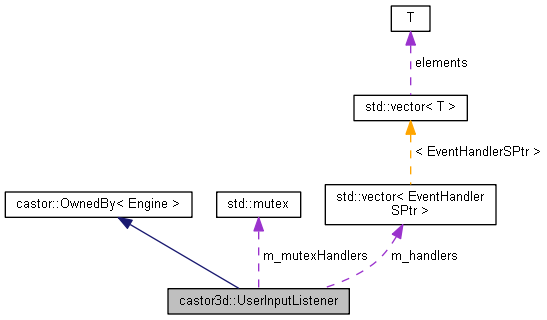 T
elements
std::vector< T >
< EventHandlerSPtr >
castor::OwnedBy< Engine >
std::mutex
std::vector< EventHandler
SPtr >
m_mutexHandlers
m_handlers
castor3d::UserInputListener